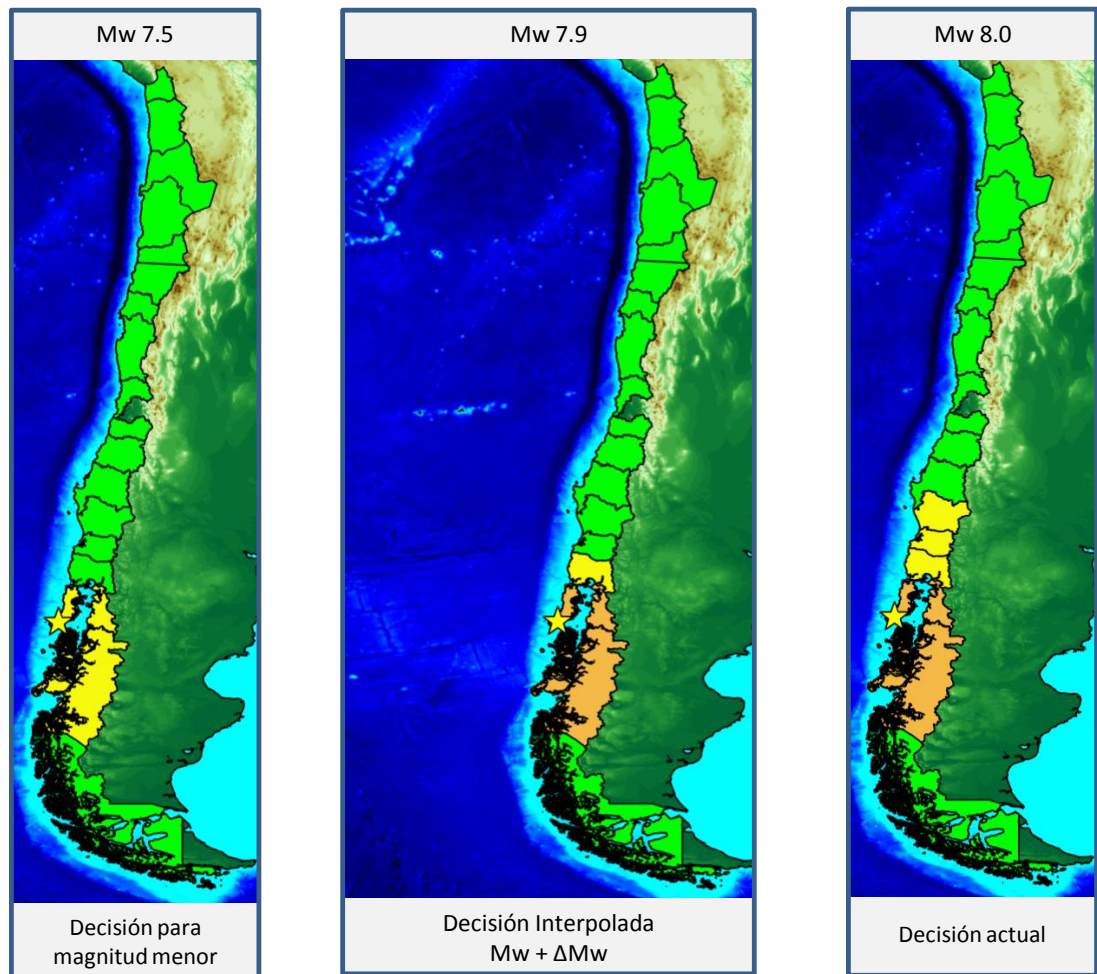 Mw 7.5
Decisión para
magnitud menor
Mw 7.9
Decisión Interpolada
Mw + ΔMw
Mw 8.0
Decisión actual